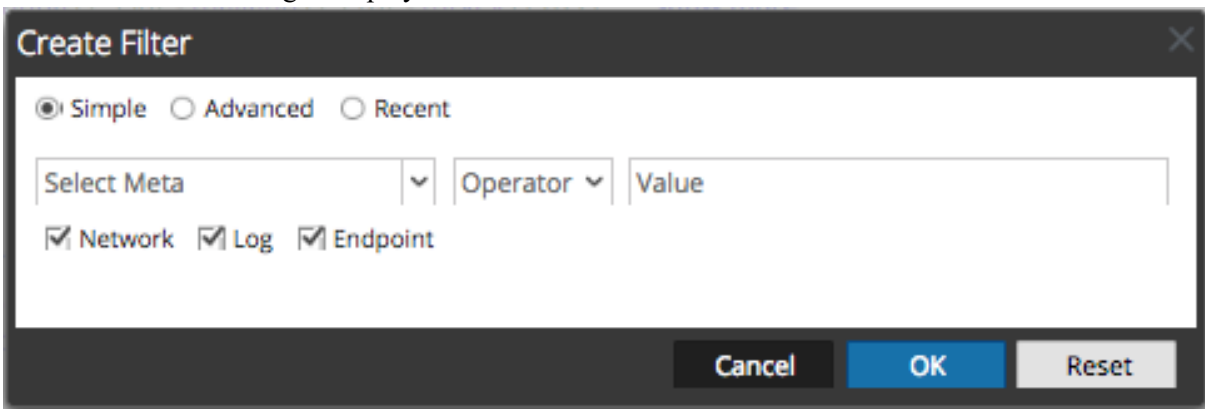 Create Filter
Simple Advanced Recent
Select Meta Operator Value
Network Log Endpoint
Cancel OK Reset